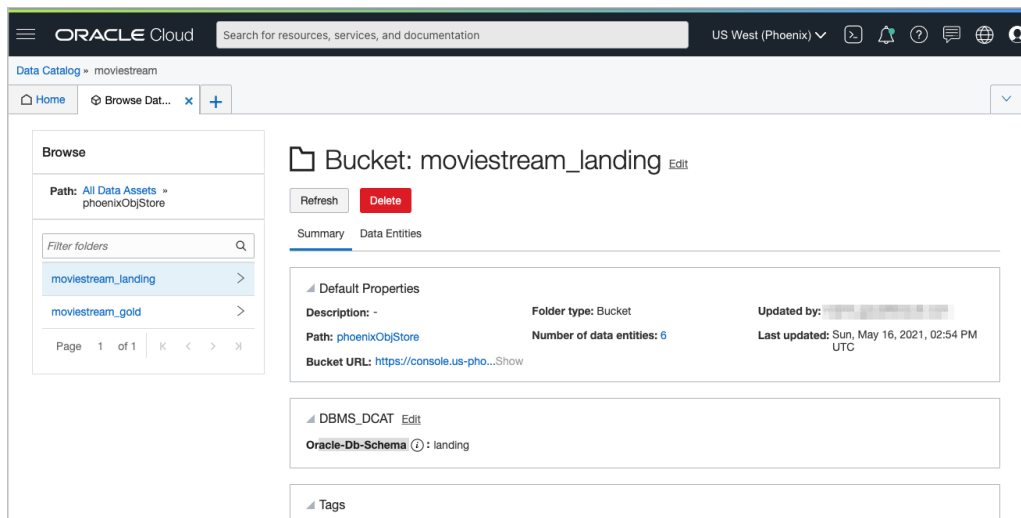 ORACLE Cloud
Search for resources, services, and documentation
US West (Phoenix)
Data Catalog » moviestream
Home
Browse Dat... ×
+
Browse
Path: All Data Assets »
phoenixObjStore
Filter folders
moviestream_landing
moviestream_gold
Page 1 of 1
Bucket: moviestream_landing Edit
Refresh
Delete
Summary
Data Entities
Default Properties
Description: -
Folder type: Bucket
Updated by:
Path: phoenixObjStore
Number of data entities: 6
Last updated: Sun, May 16, 2021, 02:54 PM
UTC
Bucket URL: https://console.us-pho...Show
DBMS_DCAT Edit
Oracle-Db-Schema i : landing
Tags